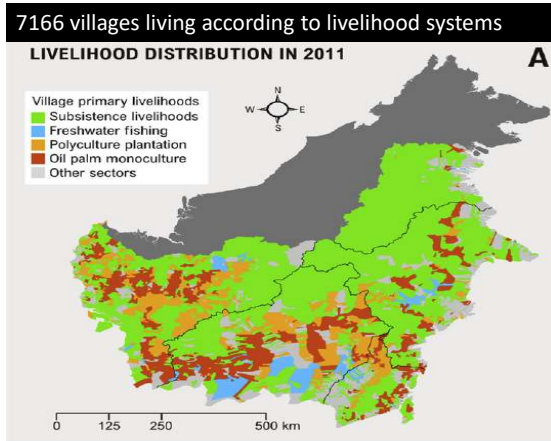 7166 villages living according to livelihood systems
LIVELIHOOD DISTRIBUTION IN 2011
A
Village primary livelihoods
Subsistence livelihoods
Freshwater fishing
Polyculture plantation
Oil palm monoculture
Other sectors
N
W E
S
0 125 250 500 km